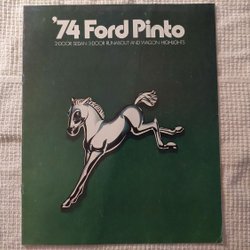 '74 Ford Pinto
2-DOOR SEDAN 3-DOOR RUNABOUT AND WAGON HIGHLIGHTS